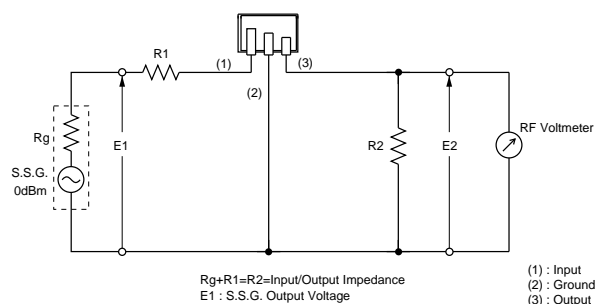 R1
(1)
(3)
(2)
Rg
S.S.G.
0dBm
E1
R2
E2
RF Voltmeter
Rg+R1=R2=Input/Output Impedance
E1 : S.S.G. Output Voltage
(1) : Input
(2) : Ground
(3) : Output